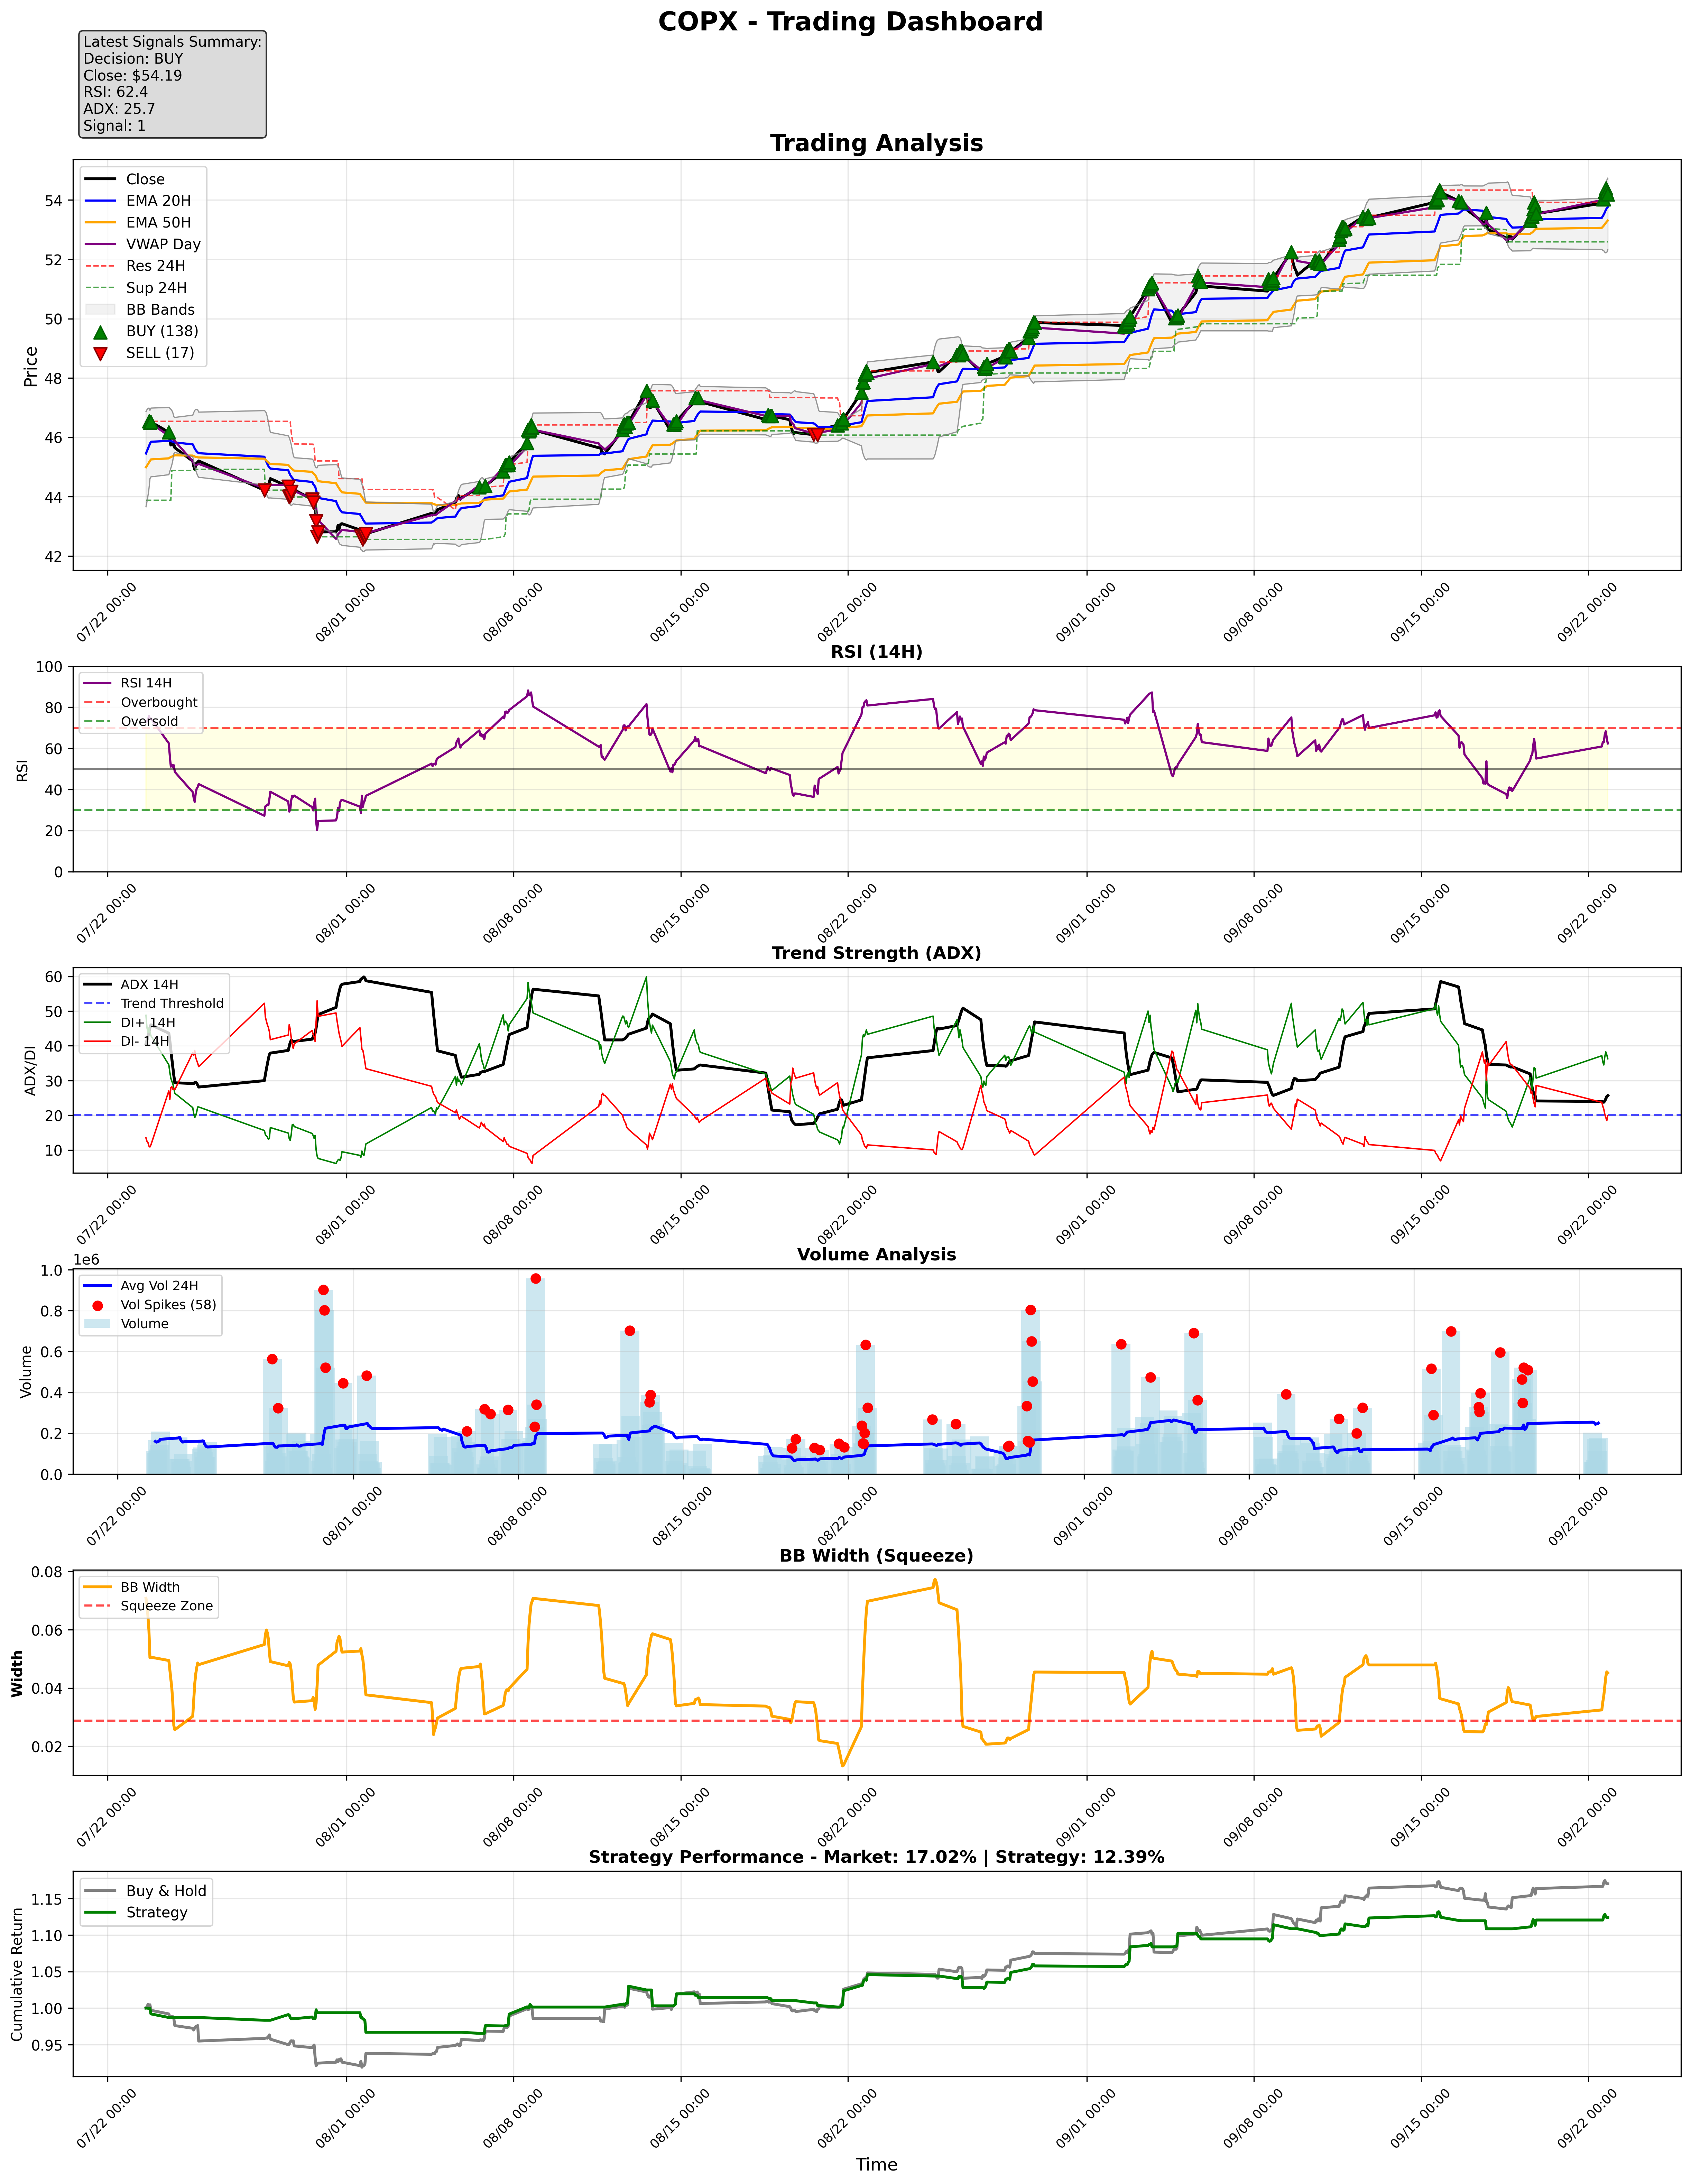 COPX - Trading Dashboard
Latest Signals Summary:
Decision: BUY
Close: $54.19
RSI: 62.4
ADX: 25.7
Signal: 1
Trading Analysis
Close
EMA 20H
EMA 50H
VWAP Day
Res 24H
Sup 24H
BB Bands
BUY (138)
SELL (17)
Price
54
52
50
48
46
44
42
07/22 00:00
08/01 00:00
08/08 00:00
08/15 00:00
08/22 00:00
09/01 00:00
09/08 00:00
09/15 00:00
09/22 00:00
RSI (14H)
RSI 14H
Overbought
Oversold
RSI
100
80
60
40
20
0
07/22 00:00
08/01 00:00
08/08 00:00
08/15 00:00
08/22 00:00
09/01 00:00
09/08 00:00
09/15 00:00
09/22 00:00
Trend Strength (ADX)
ADX 14H
Trend Threshold
DI+ 14H
DI- 14H
ADX/DI
60
50
40
30
20
10
07/22 00:00
08/01 00:00
08/08 00:00
08/15 00:00
08/22 00:00
09/01 00:00
09/08 00:00
09/15 00:00
09/22 00:00
Volume Analysis
1e6
Avg Vol 24H
Vol Spikes (58)
Volume
Volume
1.0
0.8
0.6
0.4
0.2
0.0
07/22 00:00
08/01 00:00
08/08 00:00
08/15 00:00
08/22 00:00
09/01 00:00
09/08 00:00
09/15 00:00
09/22 00:00
BB Width (Squeeze)
BB Width
Squeeze Zone
Width
0.08
0.06
0.04
0.02
07/22 00:00
08/01 00:00
08/08 00:00
08/15 00:00
08/22 00:00
09/01 00:00
09/08 00:00
09/15 00:00
09/22 00:00
Strategy Performance - Market: 17.02% | Strategy: 12.39%
Buy & Hold
Strategy
Cumulative Return
1.15
1.10
1.05
1.00
0.95
07/22 00:00
08/01 00:00
08/08 00:00
08/15 00:00
08/22 00:00
09/01 00:00
09/08 00:00
09/15 00:00
09/22 00:00
Time